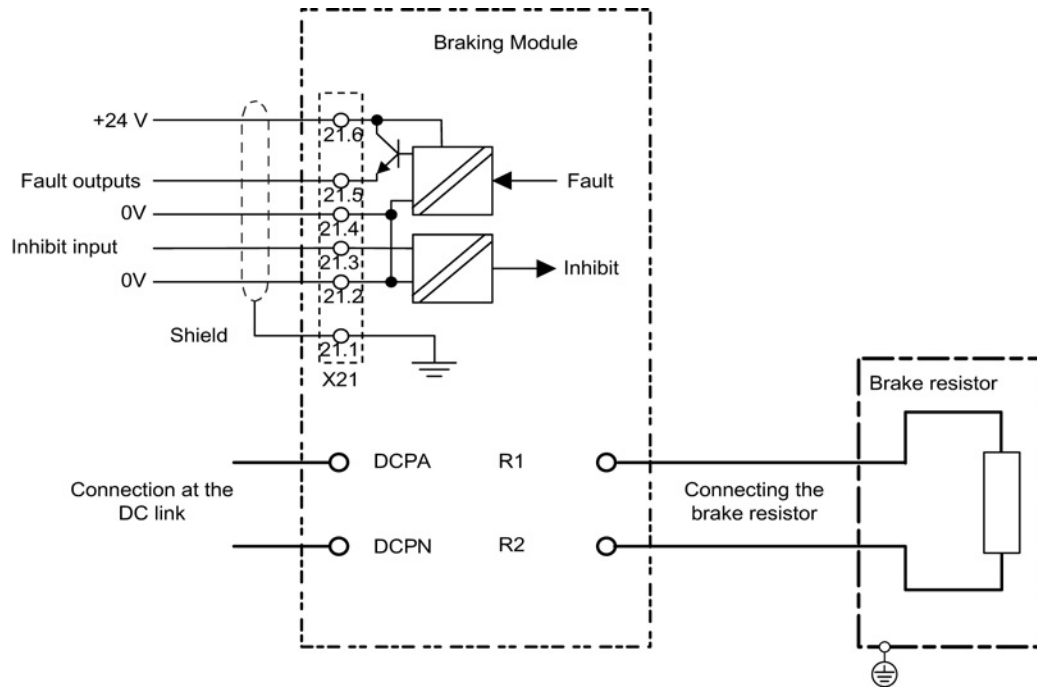 Braking Module
+24 V
21.6
Fault outputs
21.5
Fault
0V
21.4
Inhibit input
21.3
Inhibit
0V
21.2
Shield
21.1
X21
Brake resistor
DCPA
R1
Connection at the
DC link
Connecting the
brake resistor
DCPN
R2